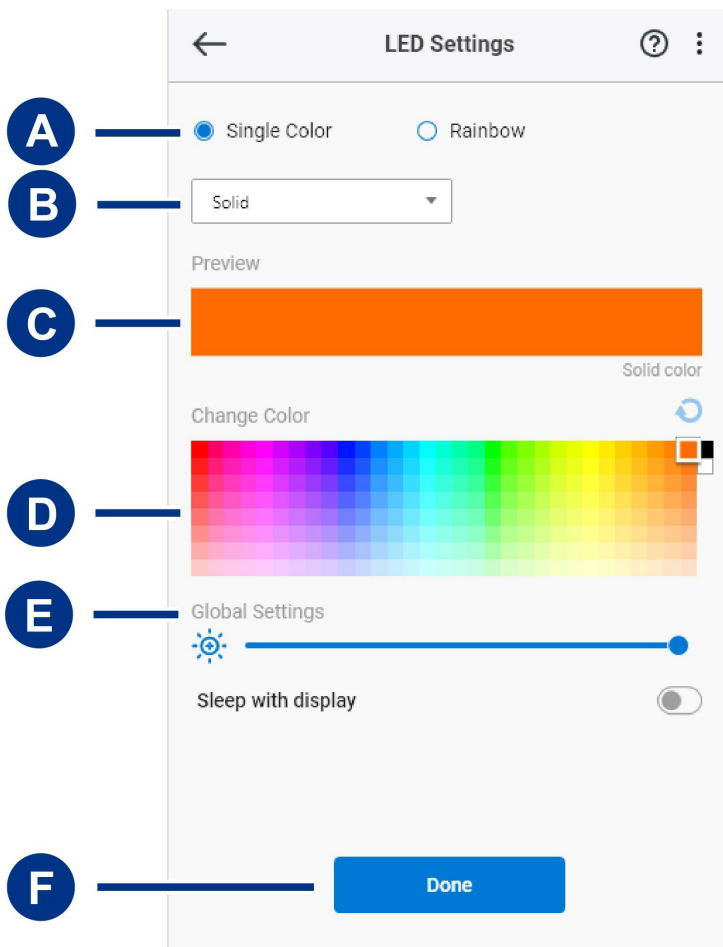 LED Settings
A
Single Color
Rainbow
B
Solid
Preview
C
Solid color
Change Color
D
E
Global Settings
Sleep with display
F
Done